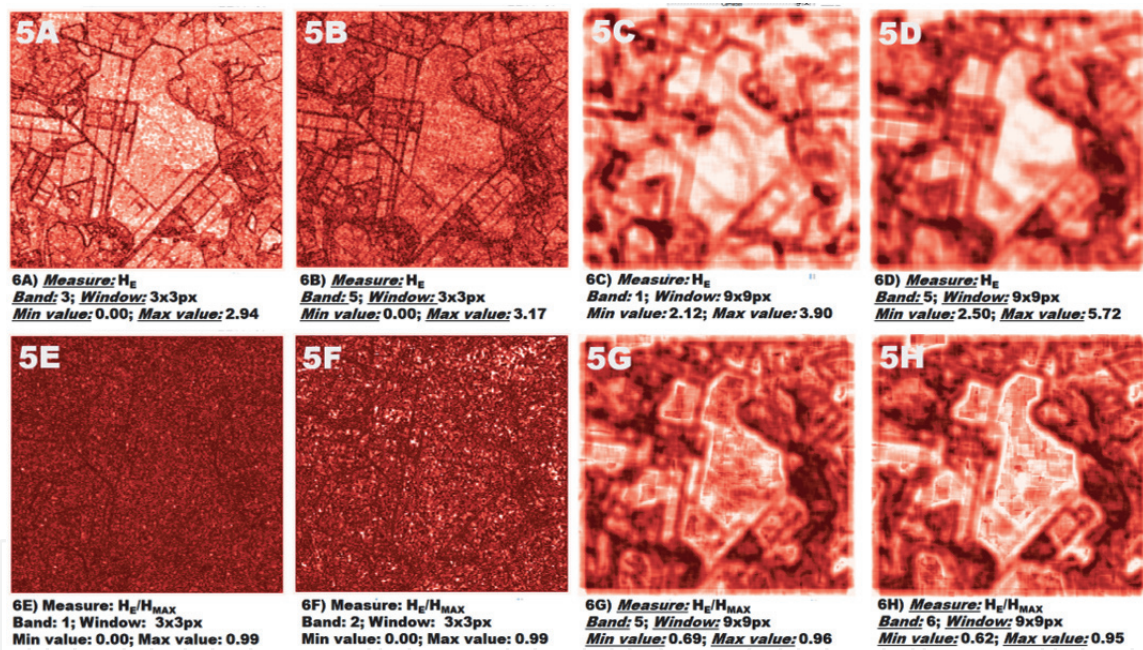 5A
5B
5C
5D
6A) Measure: HE
Band: 3; Window: 3x3px
Min value: 0.00; Max value: 2.94
6B) Measure: HE
Band: 5; Window: 3x3px
Min value: 0.00; Max value: 3.17
6C) Measure: HE
Band: 1; Window: 9x9px
Min value: 2.12; Max value: 3.90
6D) Measure: HE
Band: 5; Window: 9x9px
Min value: 2.50; Max value: 5.72
5E
5F
5G
5H
6E) Measure: HE/HMAX
Band: 1; Window: 3x3px
Min value: 0.00; Max value: 0.99
6F) Measure: HE/HMAX
Band: 2; Window: 3x3px
Min value: 0.00; Max value: 0.99
6G) Measure: HE/HMAX
Band: 5; Window: 9x9px
Min value: 0.69; Max value: 0.96
6H) Measure: HE/HMAX
Band: 6; Window: 9x9px
Min value: 0.62; Max value: 0.95